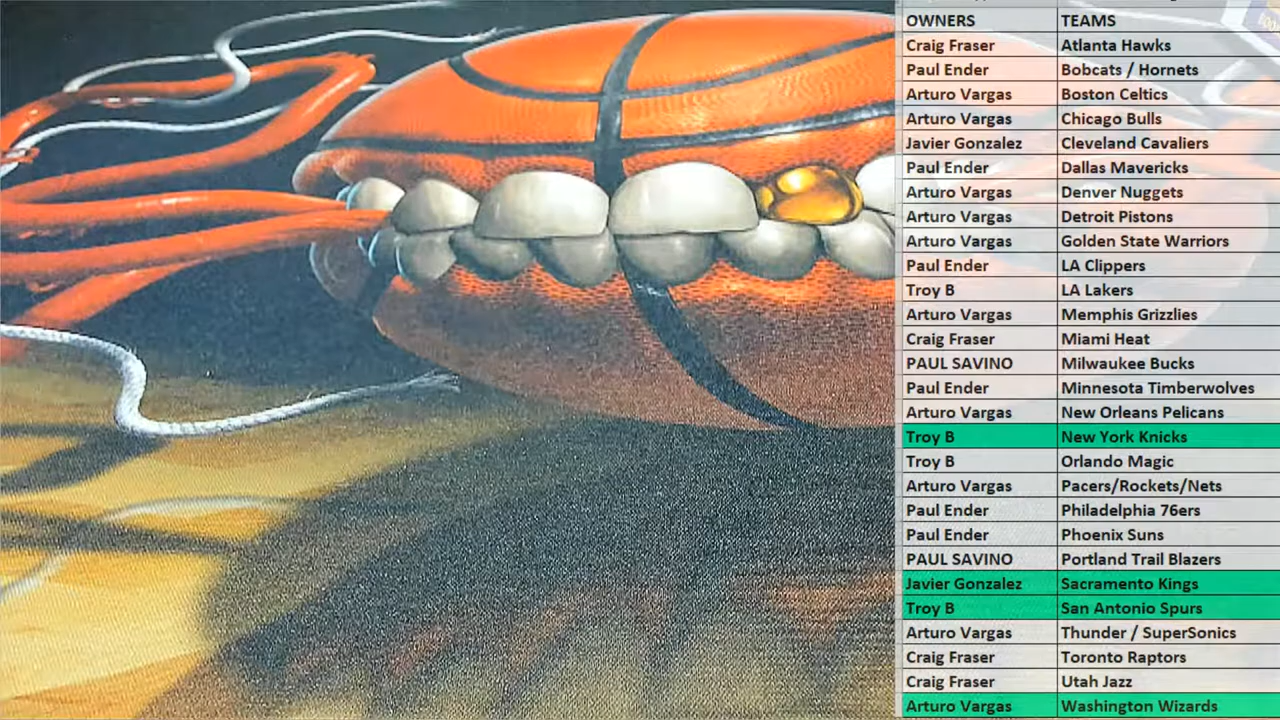 OWNERS TEAMS
Craig Fraser Atlanta Hawks
Paul Ender Bobcats / Hornets
Arturo Vargas Boston Celtics
Arturo Vargas Chicago Bulls
Javier Gonzalez Cleveland Cavaliers
Paul Ender Dallas Mavericks
Arturo Vargas Denver Nuggets
Arturo Vargas Detroit Pistons
Arturo Vargas Golden State Warriors
Paul Ender LA Clippers
Troy B LA Lakers
Arturo Vargas Memphis Grizzlies
Craig Fraser Miami Heat
PAUL SAVINO Milwaukee Bucks
Paul Ender Minnesota Timberwolves
Arturo Vargas New Orleans Pelicans
Troy B New York Knicks
Troy B Orlando Magic
Arturo Vargas Pacers/Rockets/Nets
Paul Ender Philadelphia 76ers
Paul Ender Phoenix Suns
PAUL SAVINO Portland Trail Blazers
Javier Gonzalez Sacramento Kings
Troy B San Antonio Spurs
Arturo Vargas Thunder / SuperSonics
Craig Fraser Toronto Raptors
Craig Fraser Utah Jazz
Arturo Vargas Washington Wizards